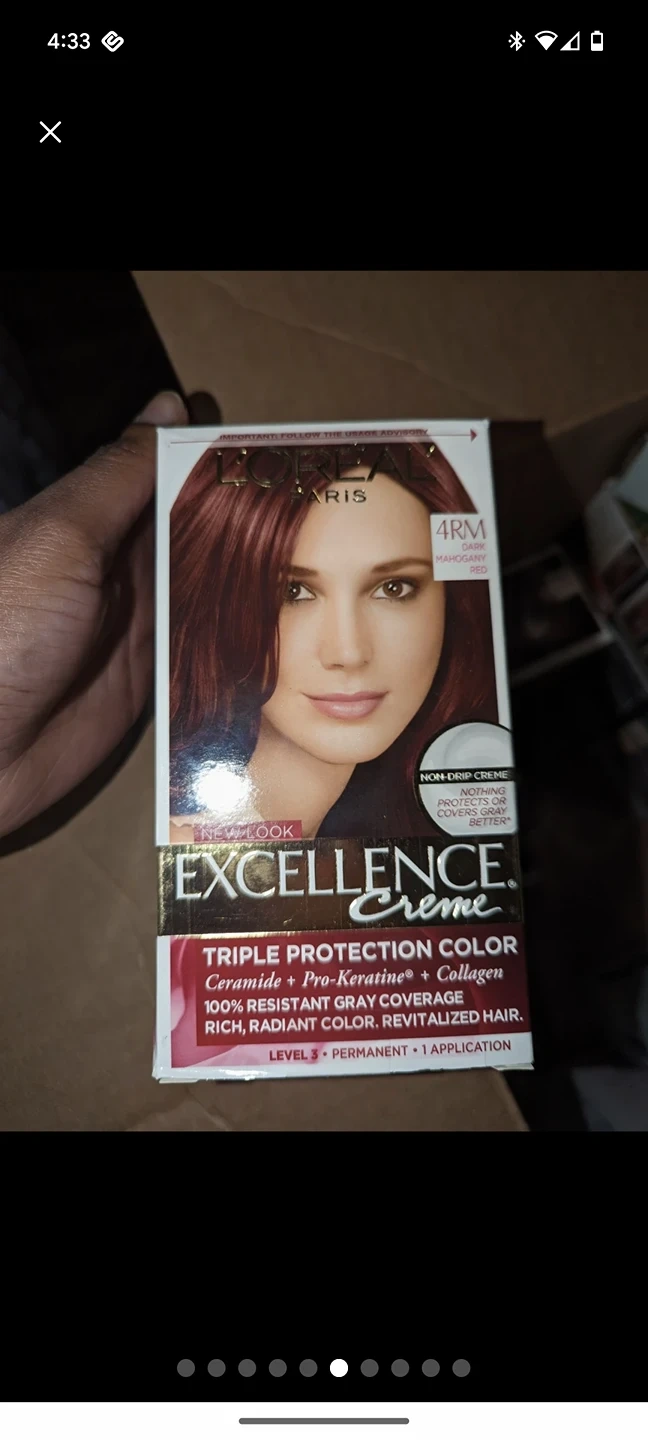 4:33
IMPORTANT: FOLLOW THE USAGE ADVISORY
L'ORÉAL
PARIS
4RM
DARK
MAHOGANY
RED
NON-DRIP CREME
NOTHING
PROTECTS OR
COVERS GRAY
BETTER*
NEW LOOK
EXCELLENCE®
Creme
TRIPLE PROTECTION COLOR
Ceramide + Pro-Keratine® + Collagen
100% RESISTANT GRAY COVERAGE
RICH, RADIANT COLOR. REVITALIZED HAIR.
LEVEL 3 • PERMANENT • 1 APPLICATION